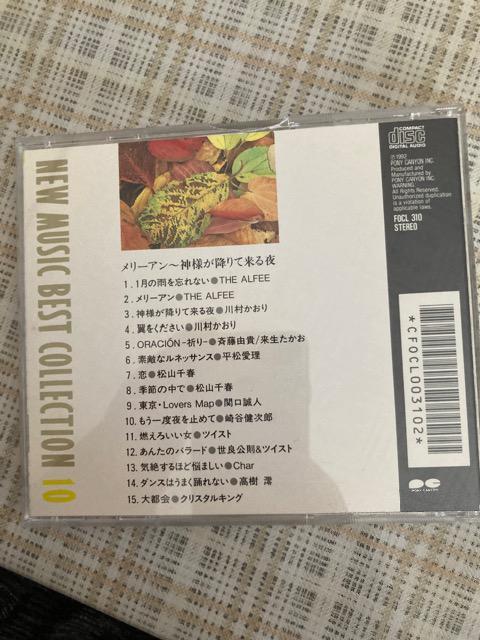 NEW MUSIC BEST COLLECTION 10
メリーアン～神様が降りて来る夜
1. 1月の雨を忘れない●THE ALFEE
2. メリーアン●THE ALFEE
3. 神様が降りて来る夜●川村かおり
4. 翼をください●川村かおり
5. ORACIÓN-祈り-●斉藤由貴/来生たかお
6. 素敵なルネッサンス●平松愛理
7. 恋●松山千春
8. 季節の中で●松山千春
9. 東京・Lovers Map●関口誠人
10. もう一度夜を止めて●崎谷健次郎
11. 燃えろいい女●ツイスト
12. あんたのバラード●世良公則&ツイスト
13. 気絶するほど悩ましい●Char
14. ダンスはうまく踊れない●高樹 澪
15. 大都会●クリスタルキング
COMPACT
disc
DIGITAL AUDIO
℗ 1992
PONY CANYON INC.
Produced and
Manufactured by
PONY CANYON INC.
WARNING:
All Rights Reserved.
Unauthorized duplication
is a violation of
applicable laws.
FOCL 310
STEREO
*CFOCL003102*
PONY CANYON